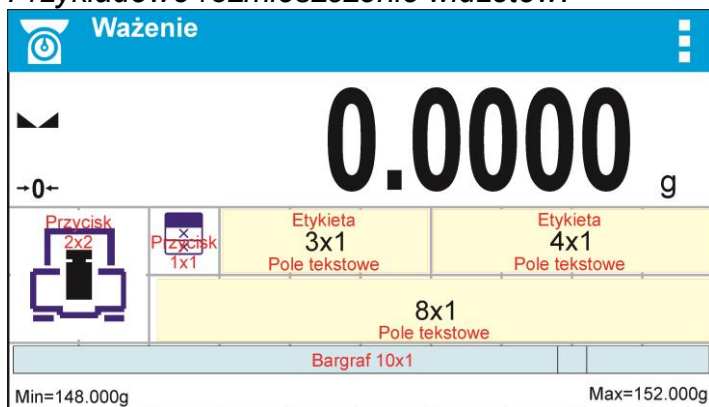 Przykładowe rozmieszczenie widżetów:
Ważenie
0.0000 g
→0←
Przycisk
2x2
Przycisk
1x1
Etykieta
3x1
Pole tekstowe
Etykieta
4x1
Pole tekstowe
8x1
Pole tekstowe
Bargraf 10x1
Min=148.000g
Max=152.000g